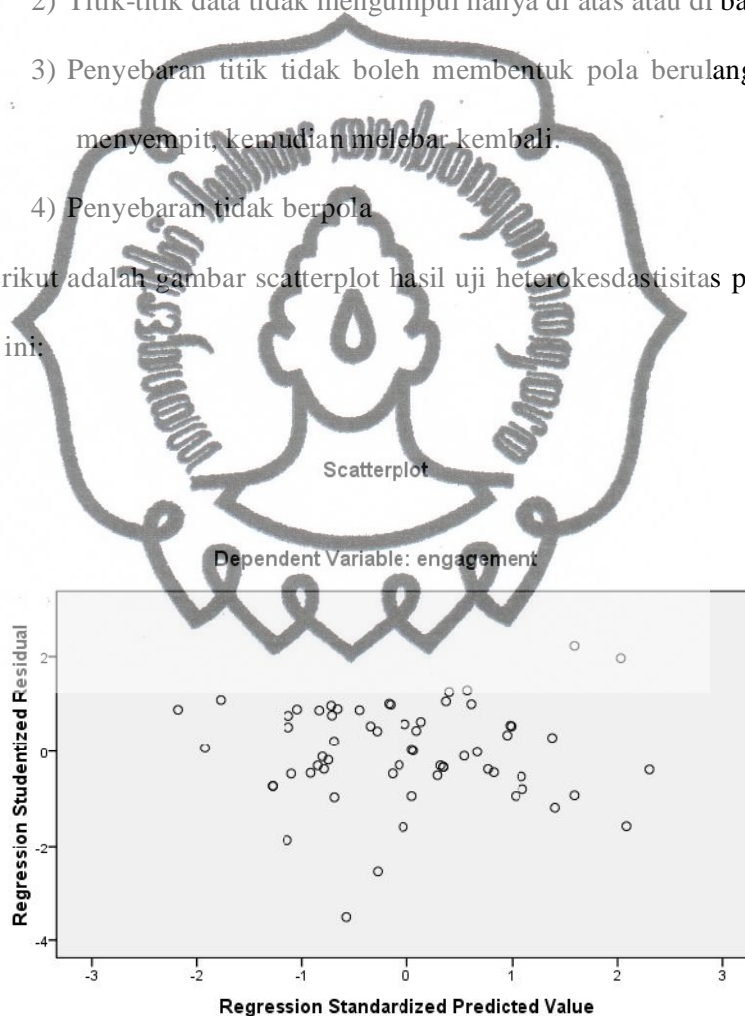 2) Titik-titik data tidak mengumpul hanya di atas atau di ba
3) Penyebaran titik tidak boleh membentuk pola berulang
menyempit, kemudian melebar kembali.
4) Penyebaran tidak berpola
rikut adalah gambar scatterplot hasil uji heterokesdastisitas p
ini:
Scatterplot
Dependent Variable: engagement
Regression Studentized Residual
2
0
-2
-4
-3 -2 -1 0 1 2 3
Regression Standardized Predicted Value